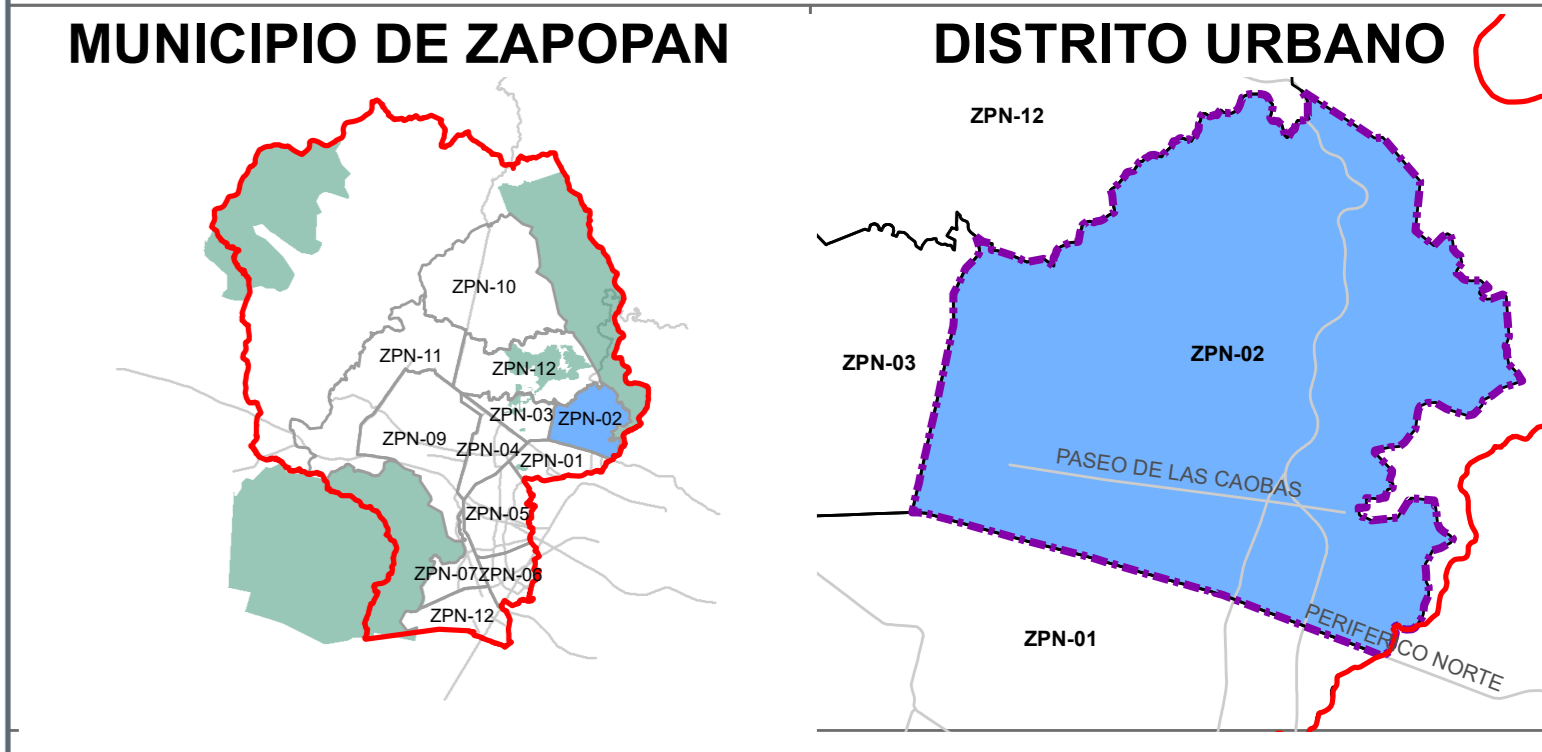 MUNICIPIO DE ZAPOPAN
ZPN-10
ZPN-11
ZPN-12
ZPN-03
ZPN-02
ZPN-09
ZPN-04
ZPN-01
ZPN-05
ZPN-07
ZPN-06
ZPN-12
DISTRITO URBANO
ZPN-12
ZPN-03
ZPN-02
PASEO DE LAS CAOBAS
ZPN-01
PERIFERICO NORTE